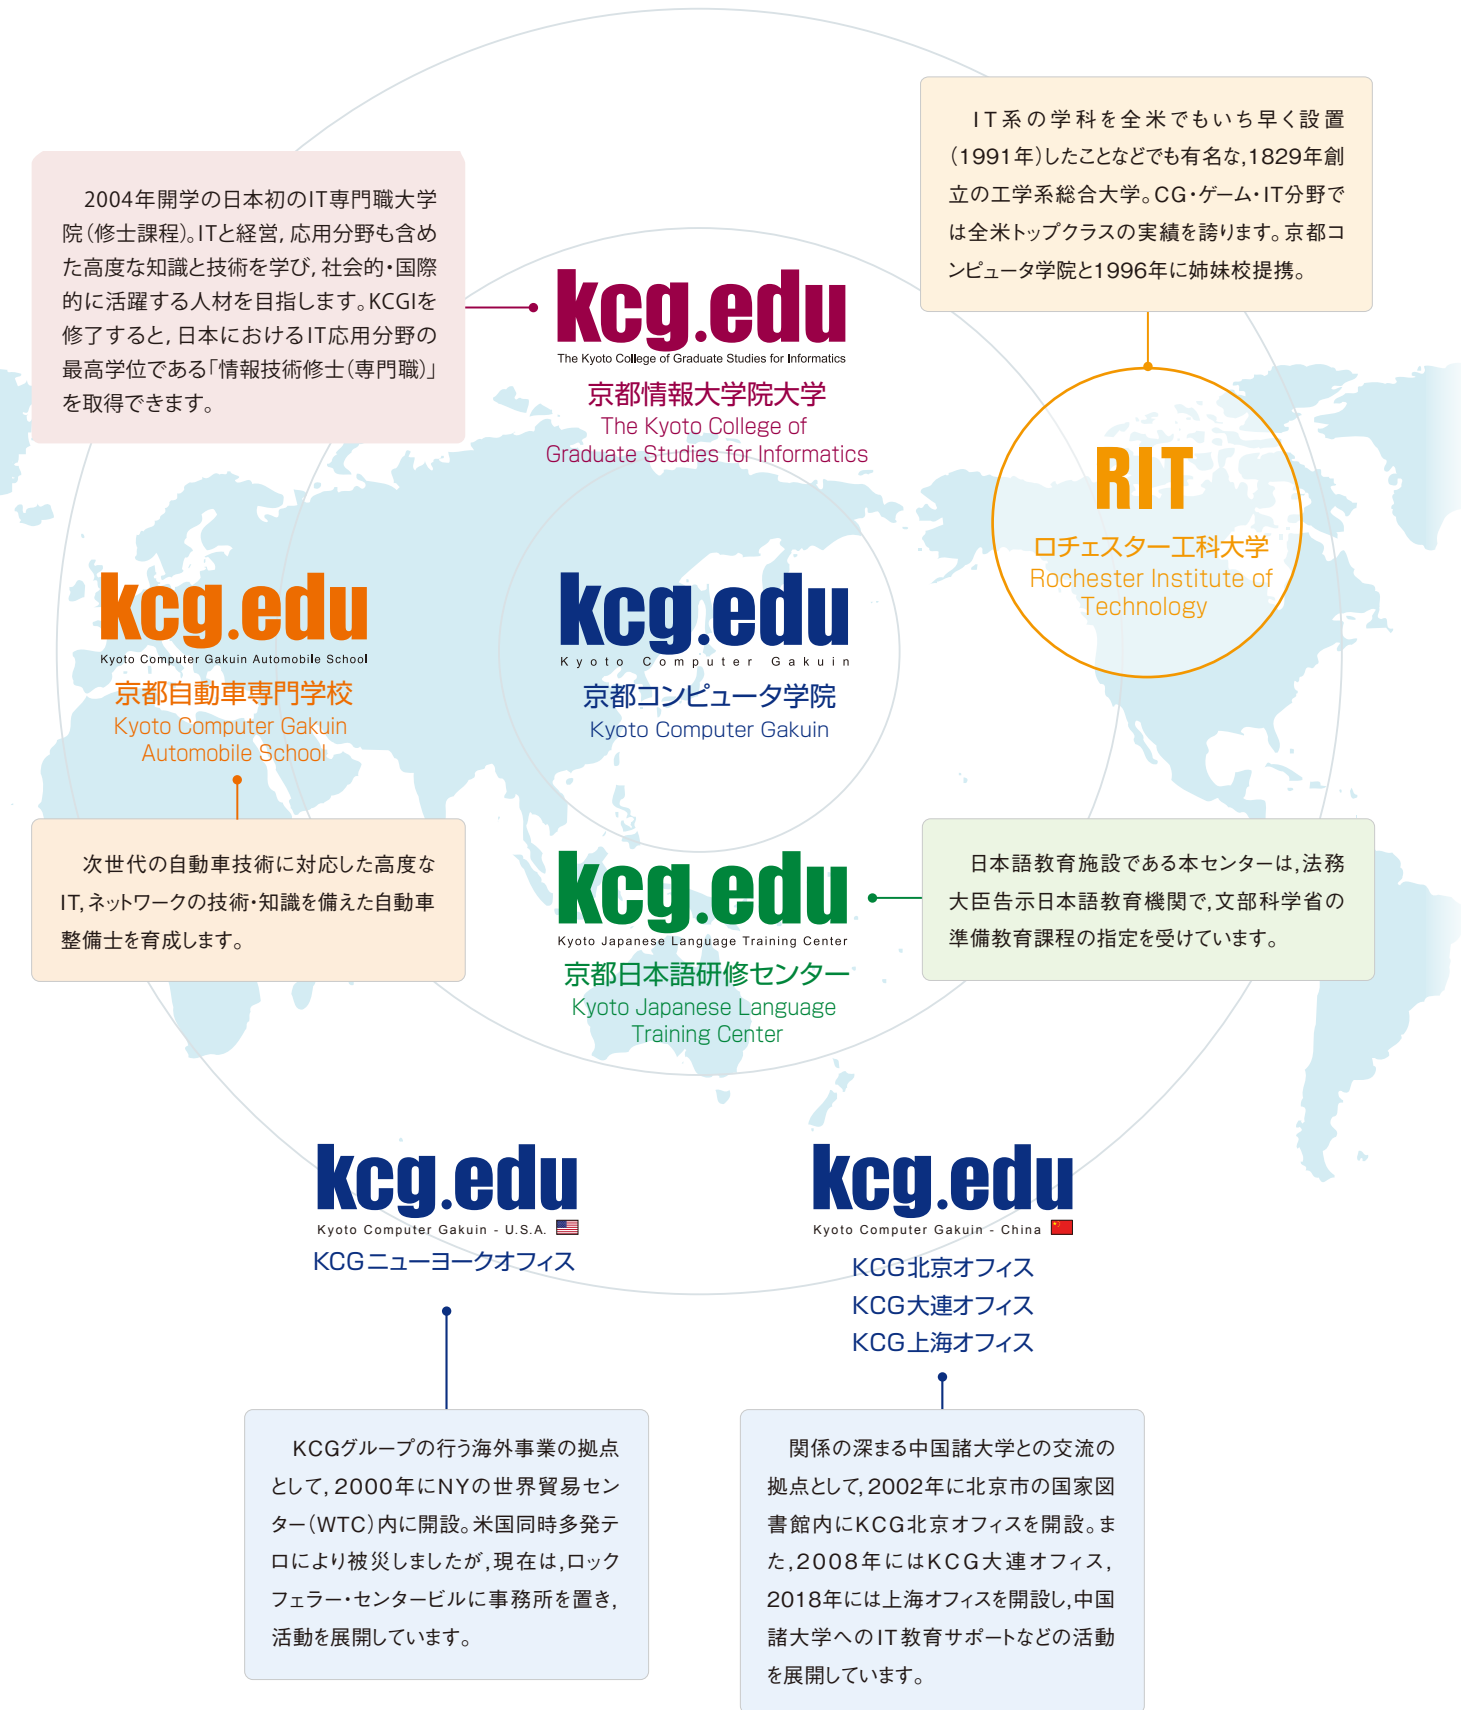 IT系の学科を全米でもいち早く設置
(1991年)したことなどでも有名な,1829年創
立の工学系総合大学。CG・ゲーム・IT分野で
は全米トップクラスの実績を誇ります。京都コ
ンピュータ学院と1996年に姉妹校提携。
2004年開学の日本初のIT専門職大学
院(修士課程)。ITと経営, 応用分野も含め
た高度な知識と技術を学び, 社会的・国際
的に活躍する人材を目指します。KCGIを
修了すると, 日本におけるIT応用分野の
最高学位である「情報技術修士(専門職)」
を取得できます。
kcg.edu
The Kyoto College of Graduate Studies for Informatics
京都情報大学院大学
The Kyoto College of
Graduate Studies for Informatics
RIT
ロチェスター工科大学
Rochester Institute of
Technology
kcg.edu
Kyoto Computer Gakuin Automobile School
京都自動車専門学校
Kyoto Computer Gakuin
Automobile School
kcg.edu
Kyoto Computer Gakuin
京都コンピュータ学院
Kyoto Computer Gakuin
次世代の自動車技術に対応した高度な
IT,ネットワークの技術・知識を備えた自動車
整備士を育成します。
kcg.edu
Kyoto Japanese Language Training Center
京都日本語研修センター
Kyoto Japanese Language
Training Center
日本語教育施設である本センターは,法務
大臣告示日本語教育機関で,文部科学省の
準備教育課程の指定を受けています。
kcg.edu
Kyoto Computer Gakuin - U.S.A.
KCGニューヨークオフィス
kcg.edu
Kyoto Computer Gakuin - China
KCG北京オフィス
KCG大連オフィス
KCG上海オフィス
KCGグループの行う海外事業の拠点
として, 2000年にNYの世界貿易セン
ター(WTC)内に開設。米国同時多発テ
ロにより被災しましたが,現在は,ロック
フェラー・センタービルに事務所を置き,
活動を展開しています。
関係の深まる中国諸大学との交流の
拠点として,2002年に北京市の国家図
書館内にKCG北京オフィスを開設。ま
た,2008年にはKCG大連オフィス,
2018年には上海オフィスを開設し,中国
諸大学へのIT教育サポートなどの活動
を展開しています。